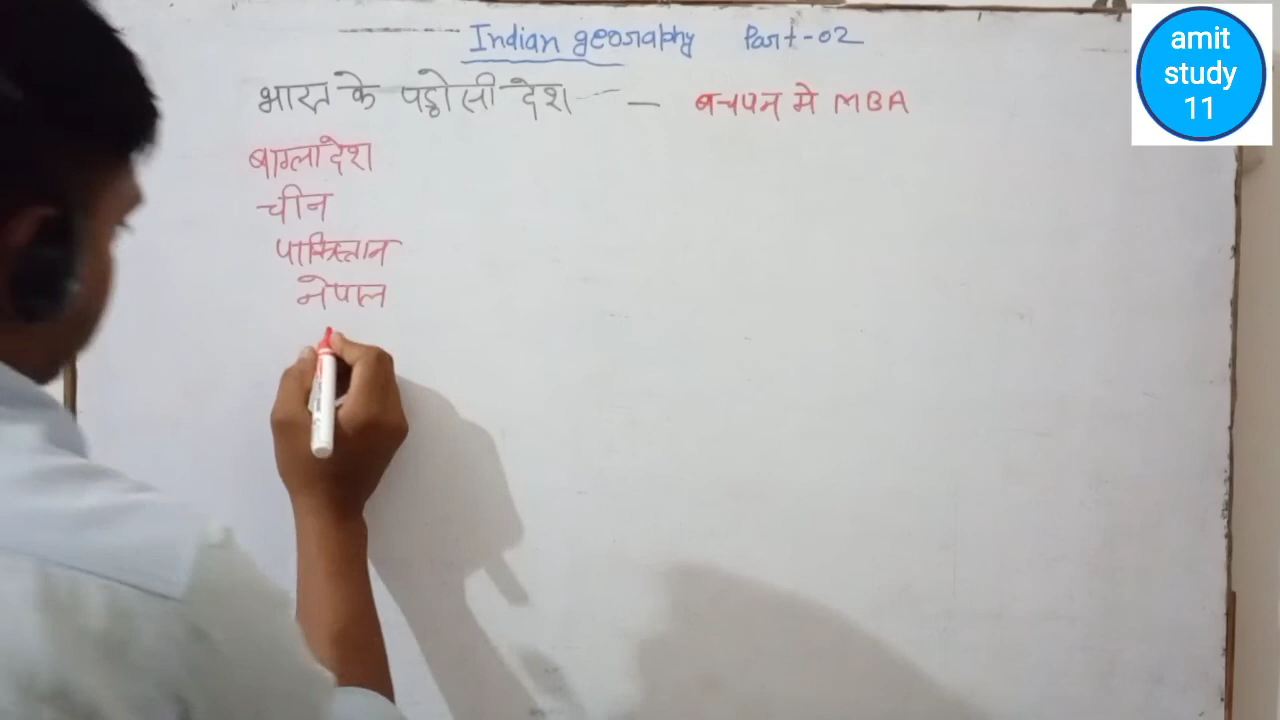 Indian geography Part-02
भारत के पड़ोसी देश — बचपन मे MBA
बाग्लादेश
चीन
पाकिस्तान
नेपाल
amit
study
11